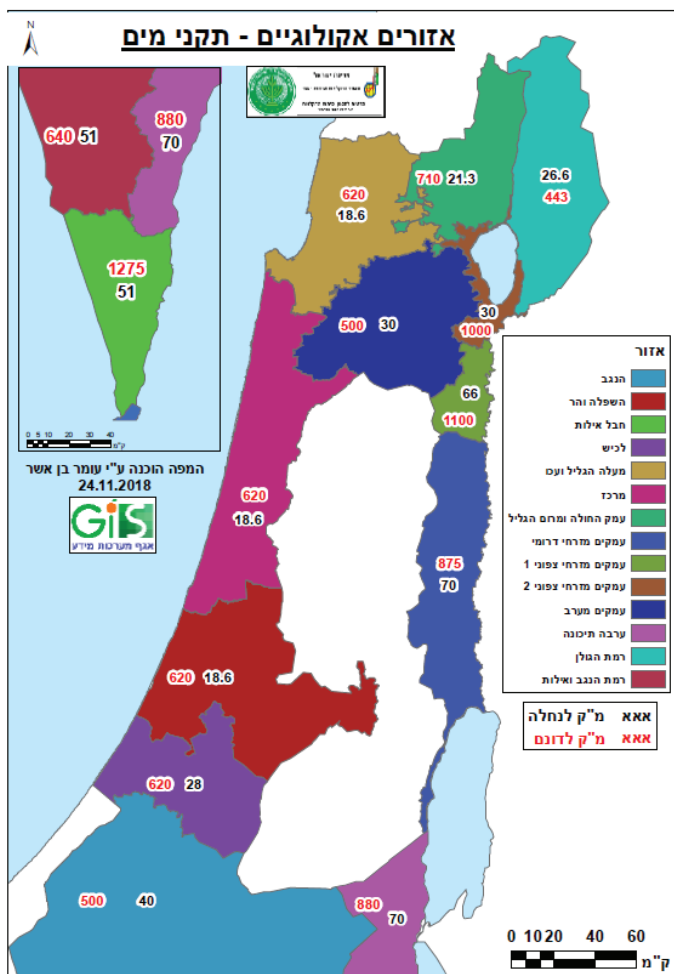 N
אזורים אקולוגיים - תקני מים
640 51
880
70
1275
51
0 5 10 20 30 40
ק"מ
המפה הוכנה ע"י עומר בן אשר
24.11.2018
GIS
אגף מערכות מידע
620
18.6
710 21.3
26.6
443
500 30
30
1000
66
1100
620
18.6
875
70
620 18.6
620 28
500 40
880
70
אזור
הנגב
השפלה והר
חבל אילות
לכיש
מעלה הגליל ועכו
מרכז
עמק החולה ומרום הגליל
עמקים מזרחי דרומי
עמקים מזרחי צפוני 1
עמקים מזרחי צפוני 2
עמקים מערב
ערבה תיכונה
רמת הגולן
רמת הנגב ואילות
אאא מ"ק לנחלה
אאא מ"ק לדונם
0 10 20 40 60
ק"מ